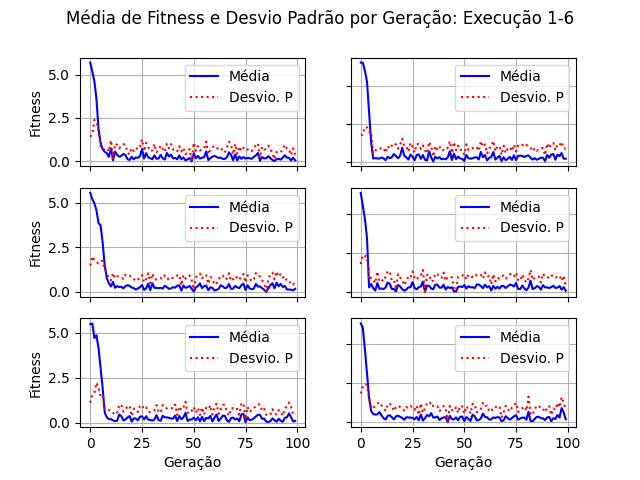 Média de Fitness e Desvio Padrão por Geração: Execução 1-6
Fitness
5.0
2.5
0.0
Média
Desvio. P
Média
Desvio. P
Fitness
5.0
2.5
0.0
Média
Desvio. P
Média
Desvio. P
Fitness
5.0
2.5
0.0
Média
Desvio. P
Média
Desvio. P
0 25 50 75 100
0 25 50 75 100
Geração
Geração